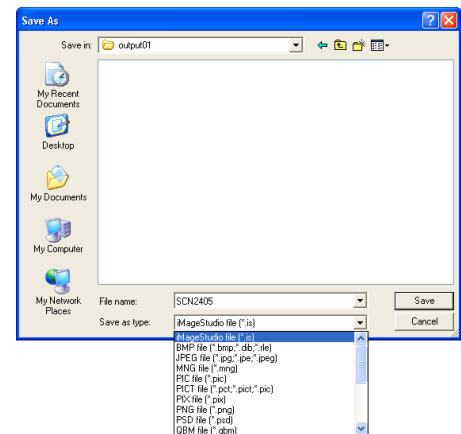 Save As
Save in:
output01
My Recent
Documents
Desktop
My Documents
My Computer
My Network
Places
File name:
SCN2405
Save
Save as type:
iMageStudio file (*.is)
Cancel
iMageStudio file (*.is)
BMP file (*.bmp;*.dib;*.rle)
JPEG file (*.jpg;*.jpe;*.jpeg)
MNG file (*.mng)
PIC file (*.pic)
PICT file (*.pct;*.pict;*.pic)
PIX file (*.pix)
PNG file (*.png)
PSD file (*.psd)
QBM file (*.qbm)